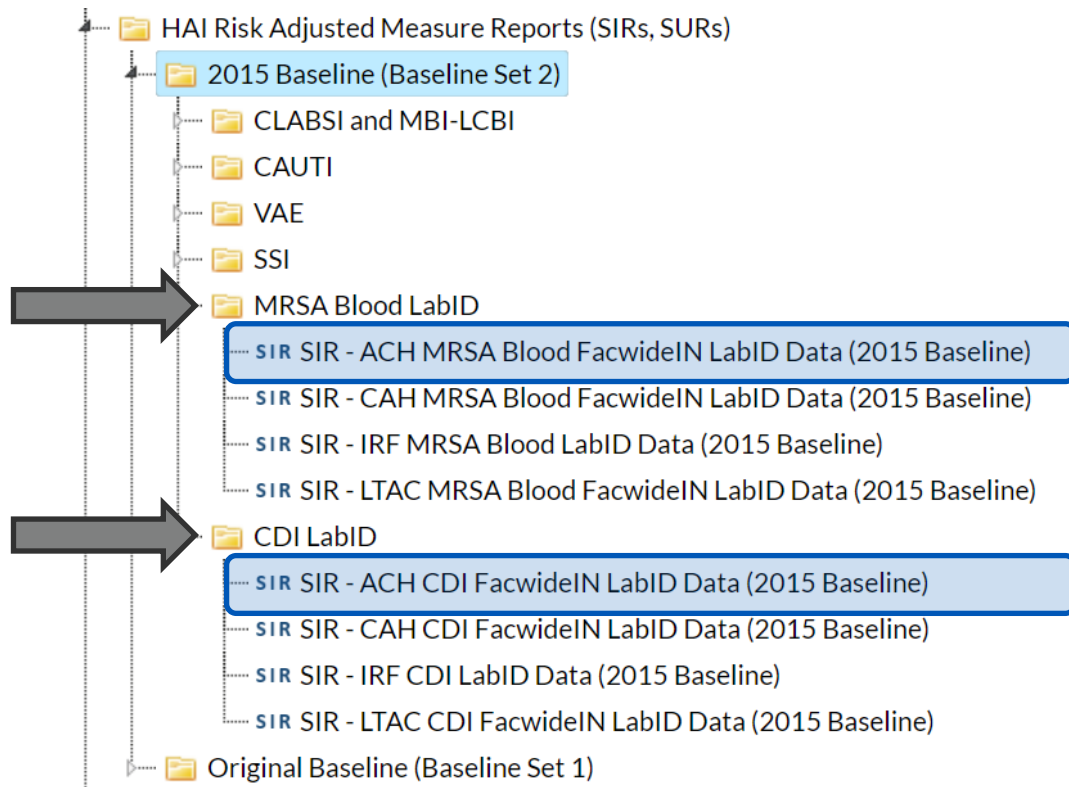 HAI Risk Adjusted Measure Reports (SIRs, SURs)
2015 Baseline (Baseline Set 2)
CLABSI and MBI-LCBI
CAUTI
VAE
SSI
MRSA Blood LabID
SIR SIR - ACH MRSA Blood FacwideIN LabID Data (2015 Baseline)
SIR SIR - CAH MRSA Blood FacwideIN LabID Data (2015 Baseline)
SIR SIR - IRF MRSA Blood LabID Data (2015 Baseline)
SIR SIR - LTAC MRSA Blood FacwideIN LabID Data (2015 Baseline)
CDI LabID
SIR SIR - ACH CDI FacwideIN LabID Data (2015 Baseline)
SIR SIR - CAH CDI FacwideIN LabID Data (2015 Baseline)
SIR SIR - IRF CDI LabID Data (2015 Baseline)
SIR SIR - LTAC CDI FacwideIN LabID Data (2015 Baseline)
Original Baseline (Baseline Set 1)